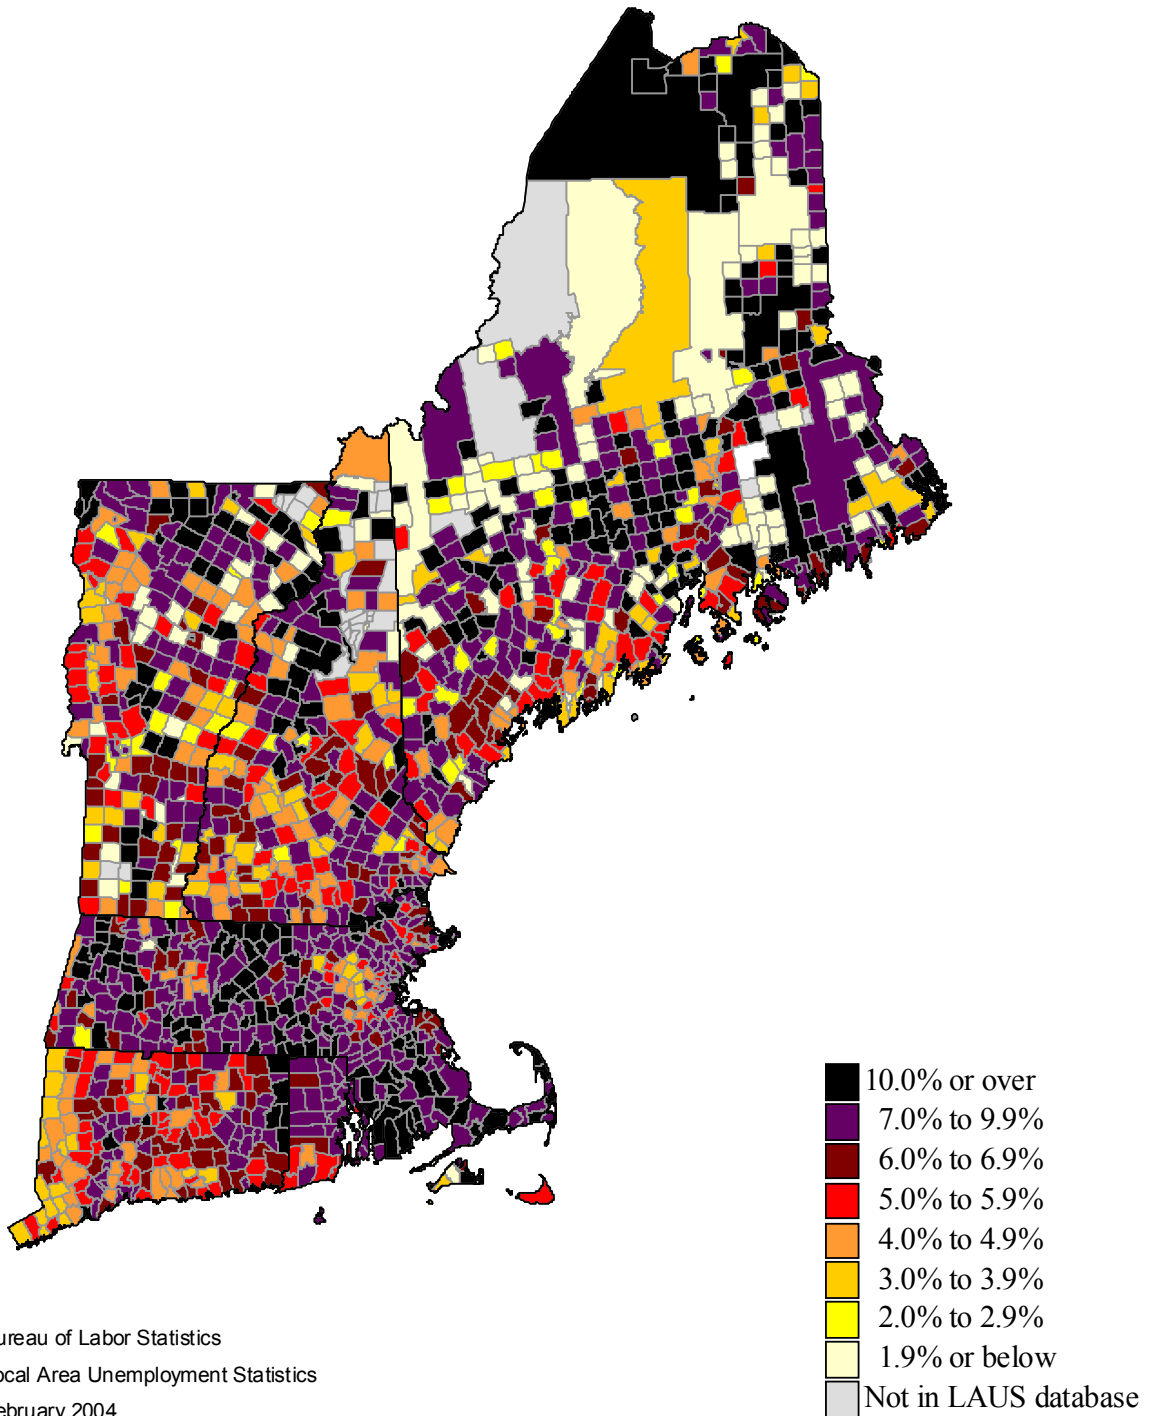 10.0% or over
7.0% to 9.9%
6.0% to 6.9%
5.0% to 5.9%
4.0% to 4.9%
3.0% to 3.9%
2.0% to 2.9%
1.9% or below
Not in LAUS database
ureau of Labor Statistics
ocal Area Unemployment Statistics
ebruary 2004